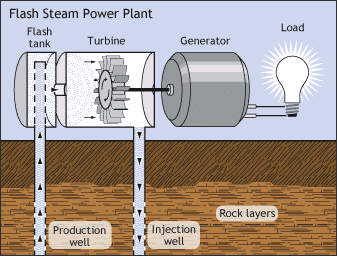 Flash Steam Power Plant
Flash
tank
Turbine
Generator
Load
Production
well
Injection
well
Rock layers